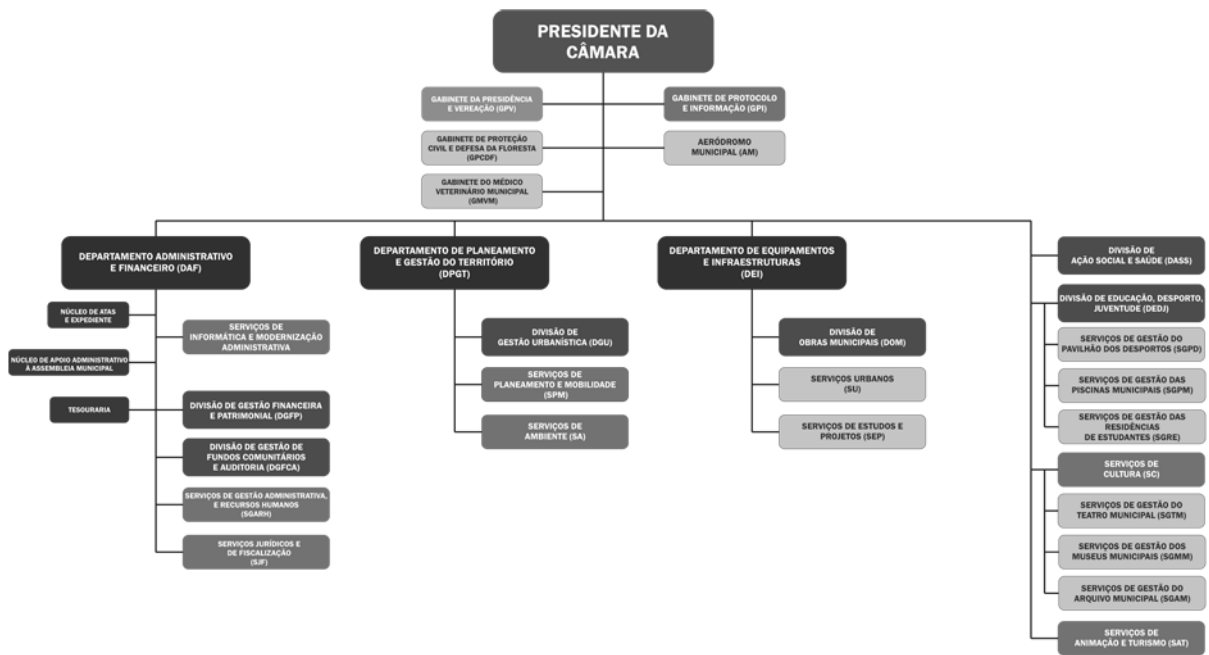 PRESIDENTE DA
CÂMARA
GABINETE DA PRESIDÊNCIA
E VEREAÇÃO (GPV)
GABINETE DE PROTOCOLO
E INFORMAÇÃO (GPI)
GABINETE DE PROTEÇÃO
CIVIL E DEFESA DA FLORESTA
(GPCDF)
AERÓDROMO
MUNICIPAL (AM)
GABINETE DO MÉDICO
VETERINÁRIO MUNICIPAL
(GMVM)
DEPARTAMENTO ADMINISTRATIVO
E FINANCEIRO (DAF)
NÚCLEO DE ATAS
E EXPEDIENTE
SERVIÇOS DE
INFORMÁTICA E MODERNIZAÇÃO
ADMINISTRATIVA
NÚCLEO DE APOIO ADMINISTRATIVO
À ASSEMBLEIA MUNICIPAL
TESOURARIA
DIVISÃO DE GESTÃO FINANCEIRA
E PATRIMONIAL (DGFP)
DIVISÃO DE GESTÃO DE
FUNDOS COMUNITÁRIOS
E AUDITORIA (DGFCA)
SERVIÇOS DE GESTÃO ADMINISTRATIVA,
E RECURSOS HUMANOS
(SGARH)
SERVIÇOS JURÍDICOS E
DE FISCALIZAÇÃO
(SJF)
DEPARTAMENTO DE PLANEAMENTO
E GESTÃO DO TERRITÓRIO
(DPGT)
DIVISÃO DE
GESTÃO URBANÍSTICA (DGU)
SERVIÇOS DE
PLANEAMENTO E MOBILIDADE
(SPM)
SERVIÇOS DE
AMBIENTE (SA)
DEPARTAMENTO DE EQUIPAMENTOS
E INFRAESTRUTURAS
(DEI)
DIVISÃO DE
OBRAS MUNICIPAIS (DOM)
SERVIÇOS URBANOS
(SU)
SERVIÇOS DE ESTUDOS E
PROJETOS (SEP)
DIVISÃO DE
AÇÃO SOCIAL E SAÚDE (DASS)
DIVISÃO DE EDUCAÇÃO, DESPORTO,
JUVENTUDE (DEDJ)
SERVIÇOS DE GESTÃO DO
PAVILHÃO DOS DESPORTOS (SGPD)
SERVIÇOS DE GESTÃO DAS
PISCINAS MUNICIPAIS (SGPM)
SERVIÇOS DE GESTÃO DAS
RESIDÊNCIAS
DE ESTUDANTES (SGRE)
SERVIÇOS DE
CULTURA (SC)
SERVIÇOS DE GESTÃO DO
TEATRO MUNICIPAL (SGTM)
SERVIÇOS DE GESTÃO DOS
MUSEUS MUNICIPAIS (SGMM)
SERVIÇOS DE GESTÃO DO
ARQUIVO MUNICIPAL (SGAM)
SERVIÇOS DE
ANIMAÇÃO E TURISMO (SAT)